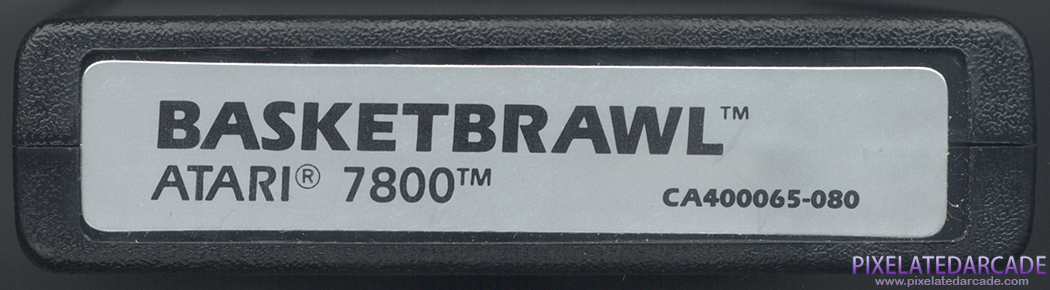 BASKETBRAWL™
ATARI® 7800™
CA400065-080
PIXELATEDARCADE
www.pixelatedarcade.com